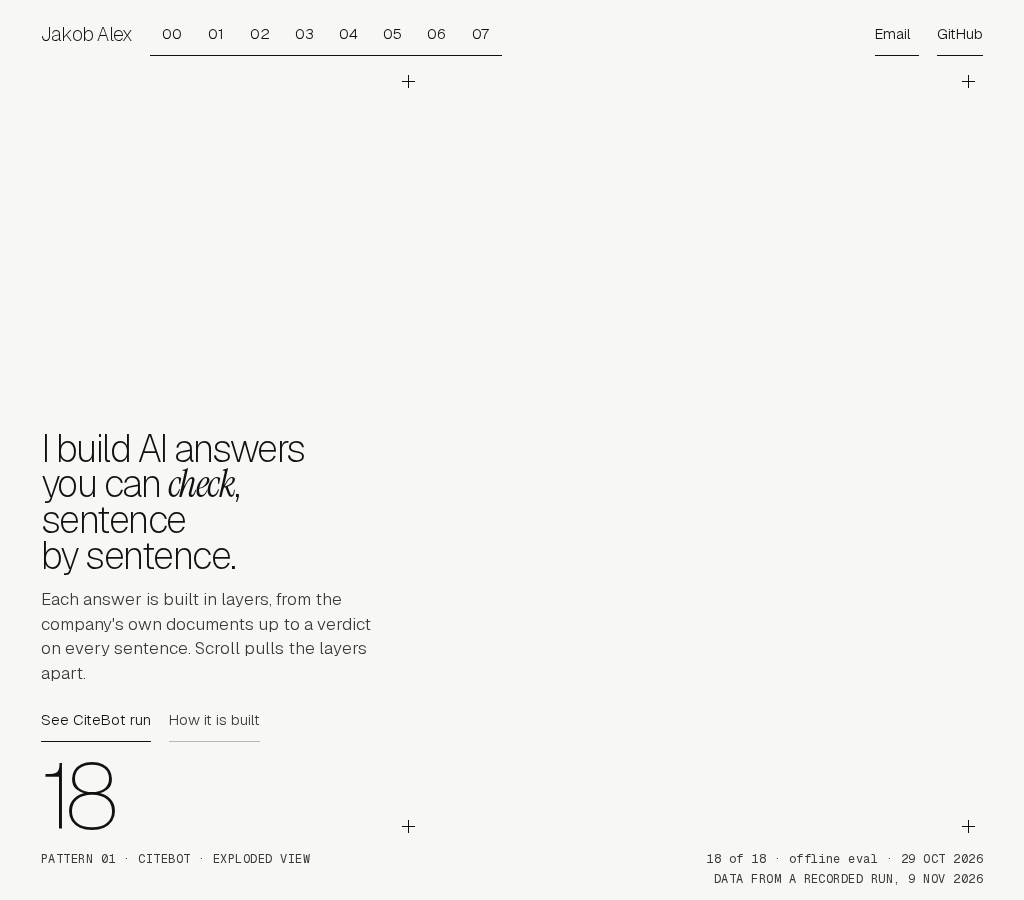 Jakob Alex 00 01 02 03 04 05 06 07 Email GitHub
I build AI answers
you can check,
sentence
by sentence.
Each answer is built in layers, from the
company's own documents up to a verdict
on every sentence. Scroll pulls the layers
apart.
See CiteBot run How it is built
18
PATTERN 01 · CITEBOT · EXPLODED VIEW
18 of 18 · offline eval · 29 OCT 2026
DATA FROM A RECORDED RUN, 9 NOV 2026